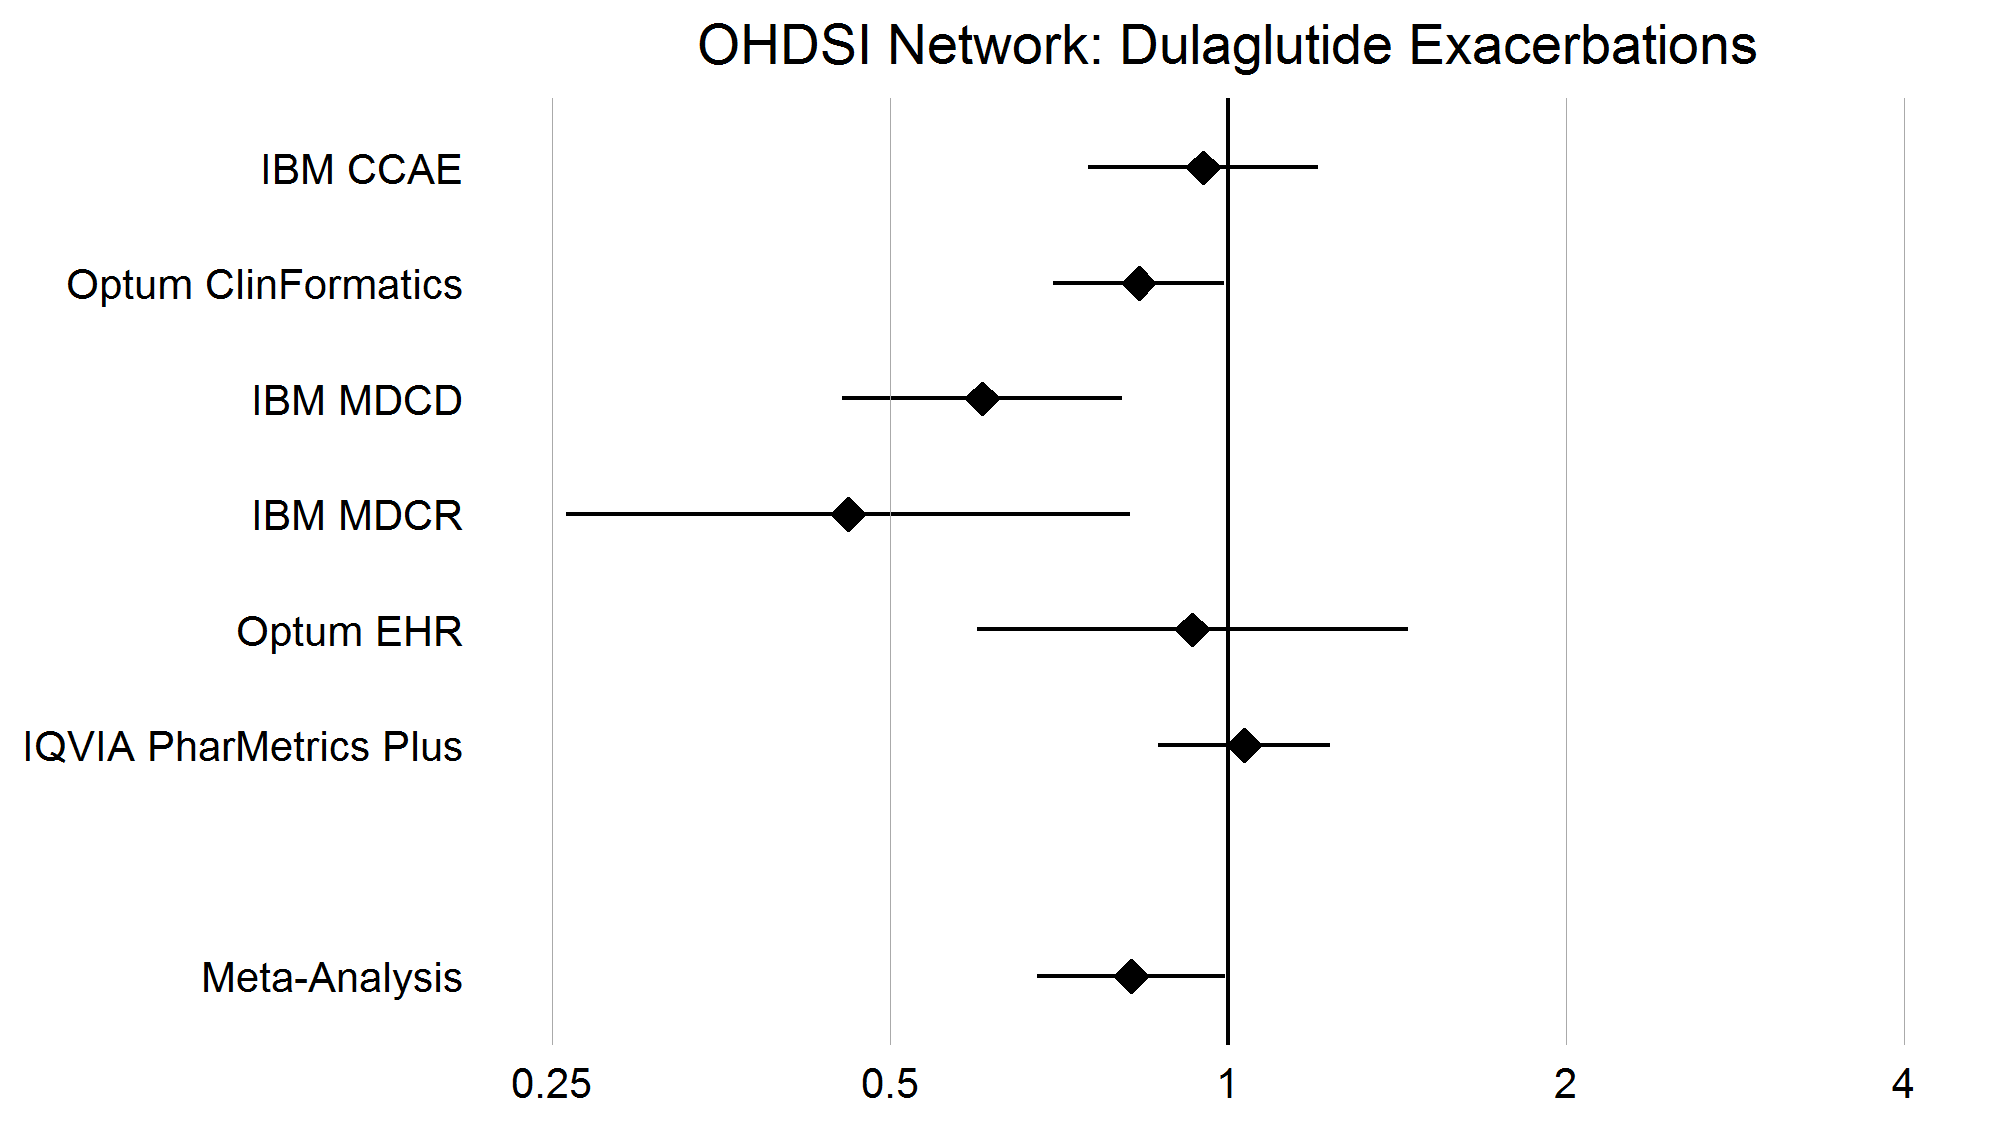 OHDSI Network: Dulaglutide Exacerbations
IBM CCAE
Optum ClinFormatics
IBM MDCD
IBM MDCR
Optum EHR
IQVIA PharMetrics Plus
Meta-Analysis
0.25 0.5 1 2 4